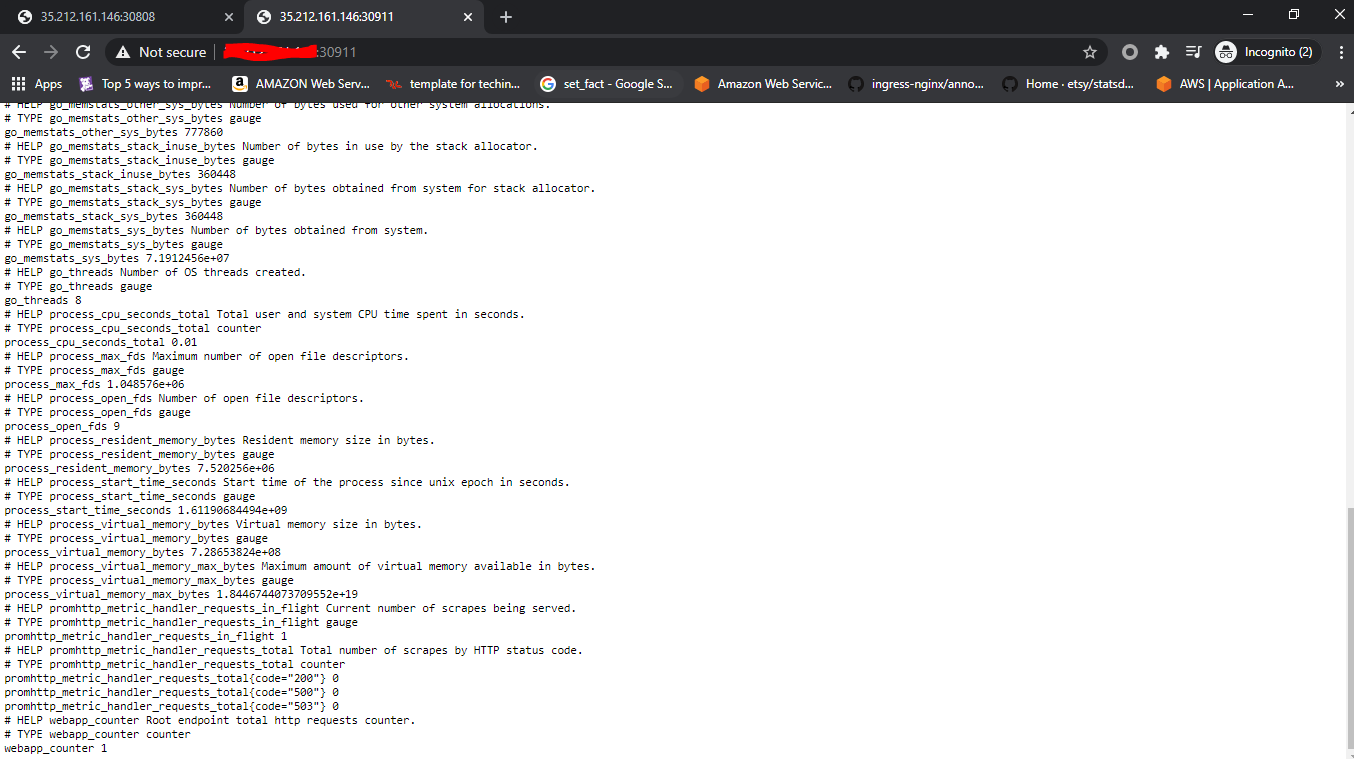 35.212.161.146:30808
35.212.161.146:30911
Not secure
:30911
Incognito (2)
Apps
Top 5 ways to impr...
AMAZON Web Serv...
template for techin...
set_fact - Google S...
Amazon Web Servic...
ingress-nginx/anno...
Home · etsy/statsd...
AWS | Application A...
»
# HELP go_memstats_other_sys_bytes Number of bytes used for other system allocations.
# TYPE go_memstats_other_sys_bytes gauge
go_memstats_other_sys_bytes 777860
# HELP go_memstats_stack_inuse_bytes Number of bytes in use by the stack allocator.
# TYPE go_memstats_stack_inuse_bytes gauge
go_memstats_stack_inuse_bytes 360448
# HELP go_memstats_stack_sys_bytes Number of bytes obtained from system for stack allocator.
# TYPE go_memstats_stack_sys_bytes gauge
go_memstats_stack_sys_bytes 360448
# HELP go_memstats_sys_bytes Number of bytes obtained from system.
# TYPE go_memstats_sys_bytes gauge
go_memstats_sys_bytes 7.1912456e+07
# HELP go_threads Number of OS threads created.
# TYPE go_threads gauge
go_threads 8
# HELP process_cpu_seconds_total Total user and system CPU time spent in seconds.
# TYPE process_cpu_seconds_total counter
process_cpu_seconds_total 0.01
# HELP process_max_fds Maximum number of open file descriptors.
# TYPE process_max_fds gauge
process_max_fds 1.048576e+06
# HELP process_open_fds Number of open file descriptors.
# TYPE process_open_fds gauge
process_open_fds 9
# HELP process_resident_memory_bytes Resident memory size in bytes.
# TYPE process_resident_memory_bytes gauge
process_resident_memory_bytes 7.520256e+06
# HELP process_start_time_seconds Start time of the process since unix epoch in seconds.
# TYPE process_start_time_seconds gauge
process_start_time_seconds 1.61190684494e+09
# HELP process_virtual_memory_bytes Virtual memory size in bytes.
# TYPE process_virtual_memory_bytes gauge
process_virtual_memory_bytes 7.28653824e+08
# HELP process_virtual_memory_max_bytes Maximum amount of virtual memory available in bytes.
# TYPE process_virtual_memory_max_bytes gauge
process_virtual_memory_max_bytes 1.8446744073709552e+19
# HELP promhttp_metric_handler_requests_in_flight Current number of scrapes being served.
# TYPE promhttp_metric_handler_requests_in_flight gauge
promhttp_metric_handler_requests_in_flight 1
# HELP promhttp_metric_handler_requests_total Total number of scrapes by HTTP status code.
# TYPE promhttp_metric_handler_requests_total counter
promhttp_metric_handler_requests_total{code="200"} 0
promhttp_metric_handler_requests_total{code="500"} 0
promhttp_metric_handler_requests_total{code="503"} 0
# HELP webapp_counter Root endpoint total http requests counter.
# TYPE webapp_counter counter
webapp_counter 1